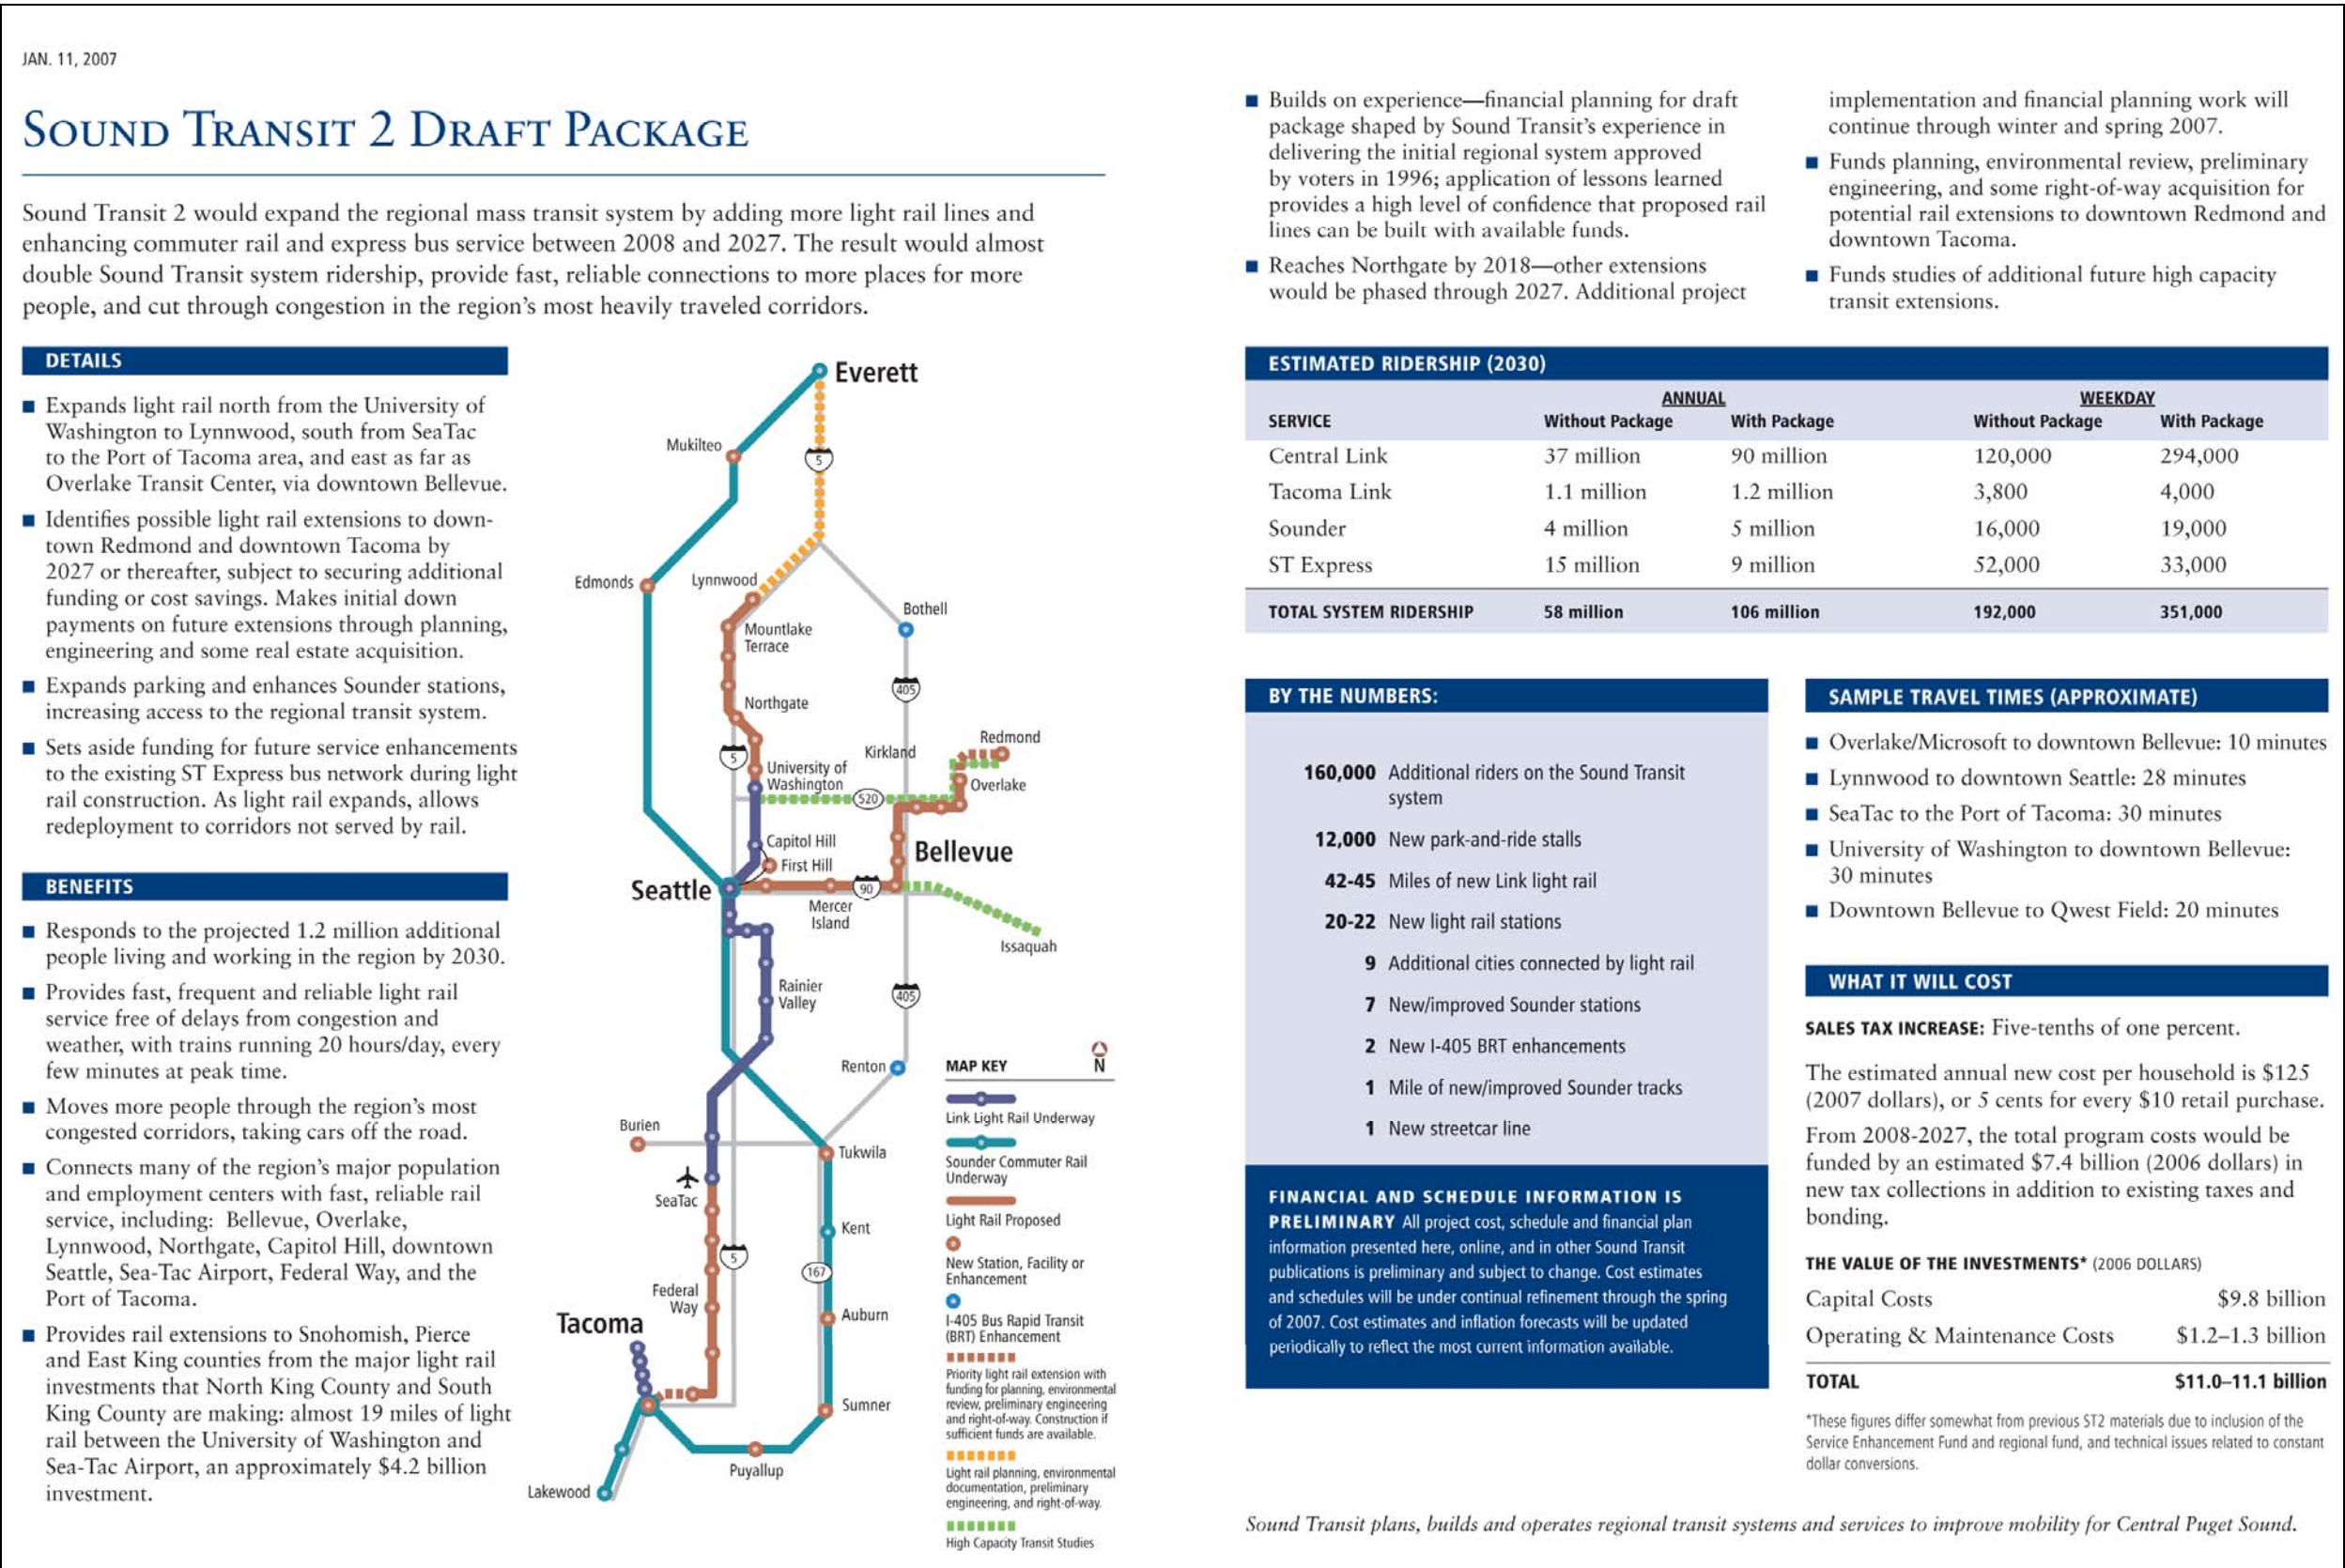 JAN. 11, 2007
SOUND TRANSIT 2 DRAFT PACKAGE
Sound Transit 2 would expand the regional mass transit system by adding more light rail lines and
enhancing commuter rail and express bus service between 2008 and 2027. The result would almost
double Sound Transit system ridership, provide fast, reliable connections to more places for more
people, and cut through congestion in the region's most heavily traveled corridors.
DETAILS
■ Expands light rail north from the University of
Washington to Lynnwood, south from SeaTac
to the Port of Tacoma area, and east as far as
Overlake Transit Center, via downtown Bellevue.
■ Identifies possible light rail extensions to down-
town Redmond and downtown Tacoma by
2027 or thereafter, subject to securing additional
funding or cost savings. Makes initial down
payments on future extensions through planning,
engineering and some real estate acquisition.
■ Expands parking and enhances Sounder stations,
increasing access to the regional transit system.
■ Sets aside funding for future service enhancements
to the existing ST Express bus network during light
rail construction. As light rail expands, allows
redeployment to corridors not served by rail.
BENEFITS
■ Responds to the projected 1.2 million additional
people living and working in the region by 2030.
■ Provides fast, frequent and reliable light rail
service free of delays from congestion and
weather, with trains running 20 hours/day, every
few minutes at peak time.
■ Moves more people through the region's most
congested corridors, taking cars off the road.
■ Connects many of the region's major population
and employment centers with fast, reliable rail
service, including: Bellevue, Overlake,
Lynnwood, Northgate, Capitol Hill, downtown
Seattle, Sea-Tac Airport, Federal Way, and the
Port of Tacoma.
■ Provides rail extensions to Snohomish, Pierce
and East King counties from the major light rail
investments that North King County and South
King County are making: almost 19 miles of light
rail between the University of Washington and
Sea-Tac Airport, an approximately $4.2 billion
investment.
Everett
Mukilteo
5
Edmonds
Lynnwood
Bothell
Mountlake
Terrace
405
Northgate
Redmond
5
Kirkland
University of
Washington
Overlake
520
Capitol Hill
First Hill
Bellevue
Seattle
90
Mercer
Island
Issaquah
Rainier
Valley
405
Renton
Burien
Tukwila
SeaTac
Kent
5
167
Federal
Way
Auburn
Tacoma
Sumner
Puyallup
Lakewood
N
MAP KEY
Link Light Rail Underway
Sounder Commuter Rail
Underway
Light Rail Proposed
New Station, Facility or
Enhancement
I-405 Bus Rapid Transit
(BRT) Enhancement
Priority light rail extension with
funding for planning, environmental
review, preliminary engineering
and right-of-way. Construction if
sufficient funds are available.
Light rail planning, environmental
documentation, preliminary
engineering, and right-of-way.
High Capacity Transit Studies
■ Builds on experience—financial planning for draft
package shaped by Sound Transit's experience in
delivering the initial regional system approved
by voters in 1996; application of lessons learned
provides a high level of confidence that proposed rail
lines can be built with available funds.
■ Reaches Northgate by 2018—other extensions
would be phased through 2027. Additional project
implementation and financial planning work will
continue through winter and spring 2007.
■ Funds planning, environmental review, preliminary
engineering, and some right-of-way acquisition for
potential rail extensions to downtown Redmond and
downtown Tacoma.
■ Funds studies of additional future high capacity
transit extensions.
ESTIMATED RIDERSHIP (2030)
ANNUAL WEEKDAY
SERVICE Without Package With Package Without Package With Package
Central Link 37 million 90 million 120,000 294,000
Tacoma Link 1.1 million 1.2 million 3,800 4,000
Sounder 4 million 5 million 16,000 19,000
ST Express 15 million 9 million 52,000 33,000
TOTAL SYSTEM RIDERSHIP 58 million 106 million 192,000 351,000
BY THE NUMBERS:
160,000 Additional riders on the Sound Transit
system
12,000 New park-and-ride stalls
42-45 Miles of new Link light rail
20-22 New light rail stations
9 Additional cities connected by light rail
7 New/improved Sounder stations
2 New I-405 BRT enhancements
1 Mile of new/improved Sounder tracks
1 New streetcar line
FINANCIAL AND SCHEDULE INFORMATION IS
PRELIMINARY All project cost, schedule and financial plan
information presented here, online, and in other Sound Transit
publications is preliminary and subject to change. Cost estimates
and schedules will be under continual refinement through the spring
of 2007. Cost estimates and inflation forecasts will be updated
periodically to reflect the most current information available.
SAMPLE TRAVEL TIMES (APPROXIMATE)
■ Overlake/Microsoft to downtown Bellevue: 10 minutes
■ Lynnwood to downtown Seattle: 28 minutes
■ SeaTac to the Port of Tacoma: 30 minutes
■ University of Washington to downtown Bellevue:
30 minutes
■ Downtown Bellevue to Qwest Field: 20 minutes
WHAT IT WILL COST
SALES TAX INCREASE: Five-tenths of one percent.
The estimated annual new cost per household is $125
(2007 dollars), or 5 cents for every $10 retail purchase.
From 2008-2027, the total program costs would be
funded by an estimated $7.4 billion (2006 dollars) in
new tax collections in addition to existing taxes and
bonding.
THE VALUE OF THE INVESTMENTS* (2006 DOLLARS)
Capital Costs $9.8 billion
Operating & Maintenance Costs $1.2–1.3 billion
TOTAL $11.0–11.1 billion
*These figures differ somewhat from previous ST2 materials due to inclusion of the
Service Enhancement Fund and regional fund, and technical issues related to constant
dollar conversions.
Sound Transit plans, builds and operates regional transit systems and services to improve mobility for Central Puget Sound.